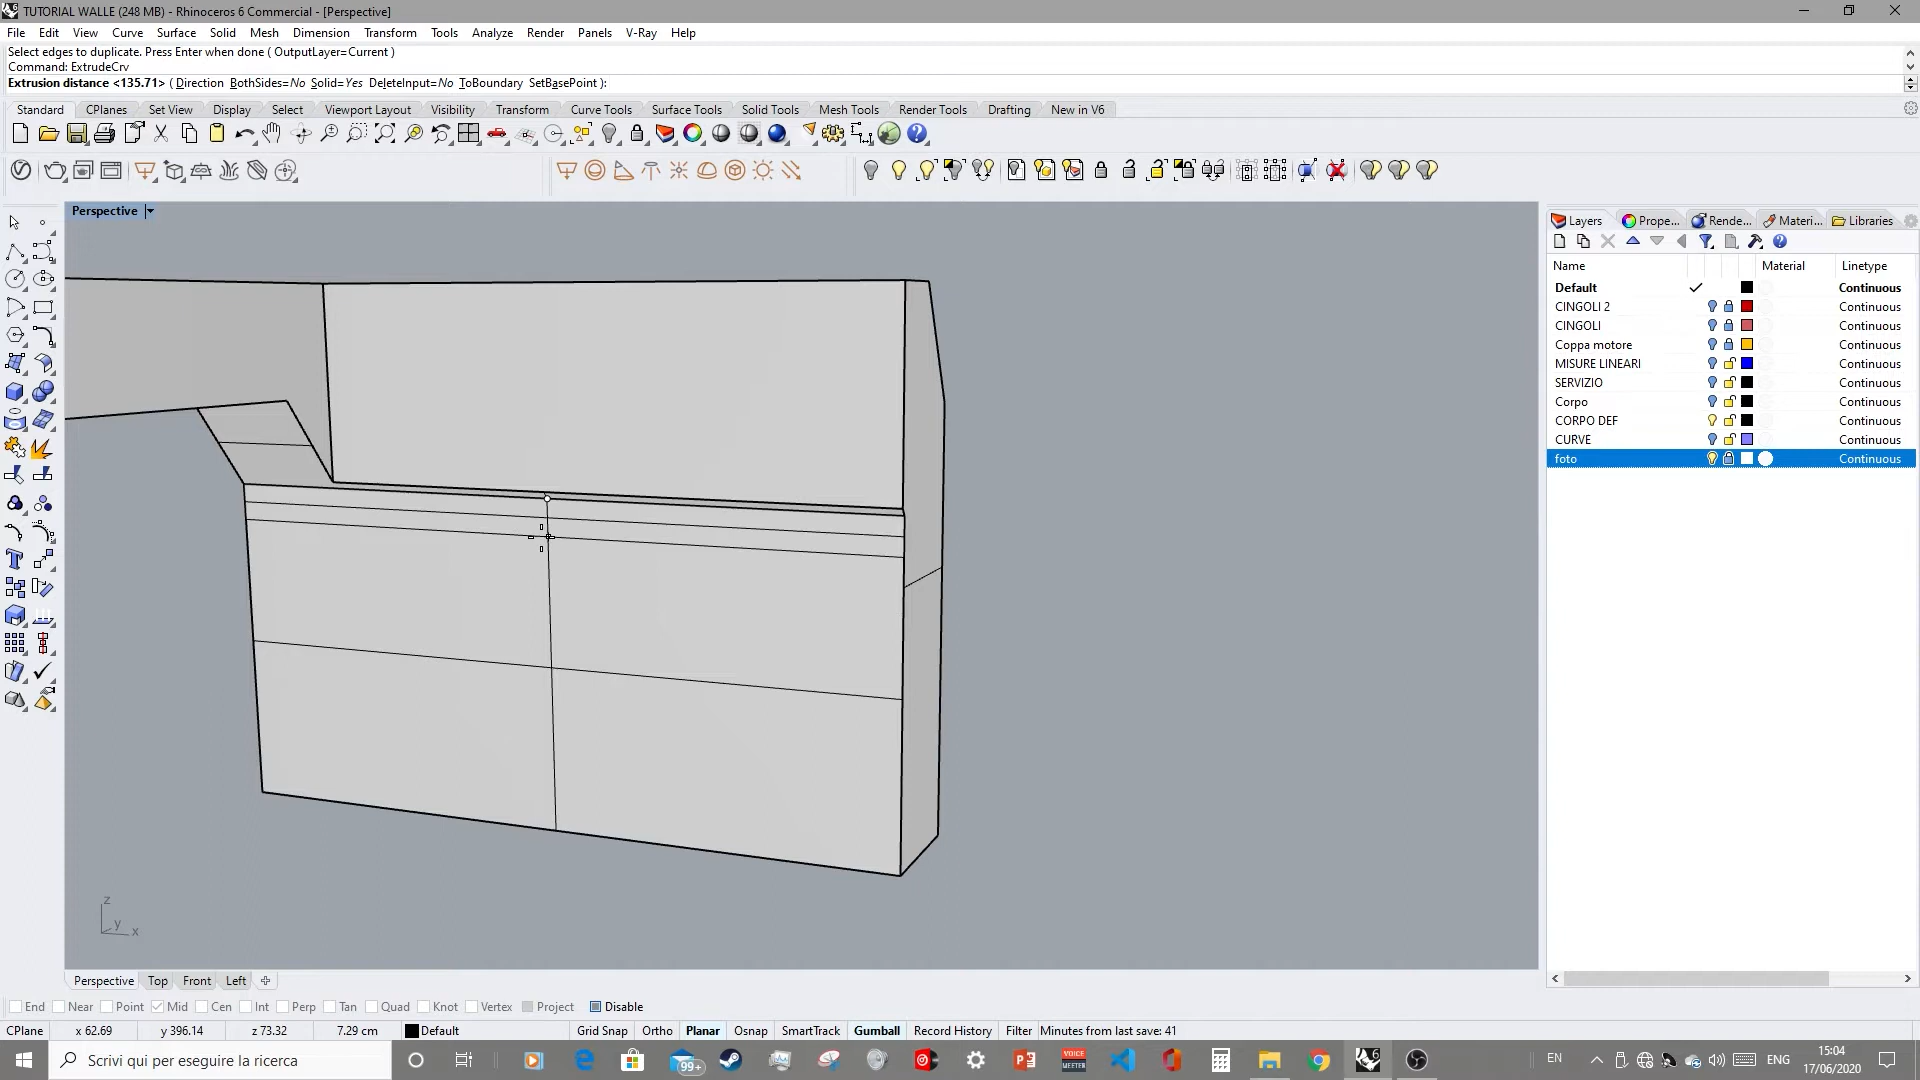 TUTORIAL WALLE (248 MB) - Rhinoceros 6 Commercial - [Perspective]
File Edit View Curve Surface Solid Mesh Dimension Transform Tools Analyze Render Panels V-Ray Help
Select edges to duplicate. Press Enter when done ( OutputLayer=Current )
Command: ExtrudeCrv
Extrusion distance <135.71> ( Direction BothSides=No Solid=Yes DeleteInput=No ToBoundary SetBasePoint ):
Standard CPlanes Set View Display Select Viewport Layout Visibility Transform Curve Tools Surface Tools Solid Tools Mesh Tools Render Tools Drafting New in V6
Perspective
Layers Prope... Rende... Materi... Libraries
Name Material Linetype
Default Continuous
CINGOLI 2 Continuous
CINGOLI Continuous
Coppa motore Continuous
MISURE LINEARI Continuous
SERVIZIO Continuous
Corpo Continuous
CORPO DEF Continuous
CURVE Continuous
foto Continuous
z
y
x
Perspective Top Front Left
End Near Point Mid Cen Int Perp Tan Quad Knot Vertex Project Disable
CPlane x 62.69 y 396.14 z 73.32 7.29 cm Default Grid Snap Ortho Planar Osnap SmartTrack Gumball Record History Filter Minutes from last save: 41
Scrivi qui per eseguire la ricerca
99+
VOICE MEETER
EN
ENG
15:04
17/06/2020